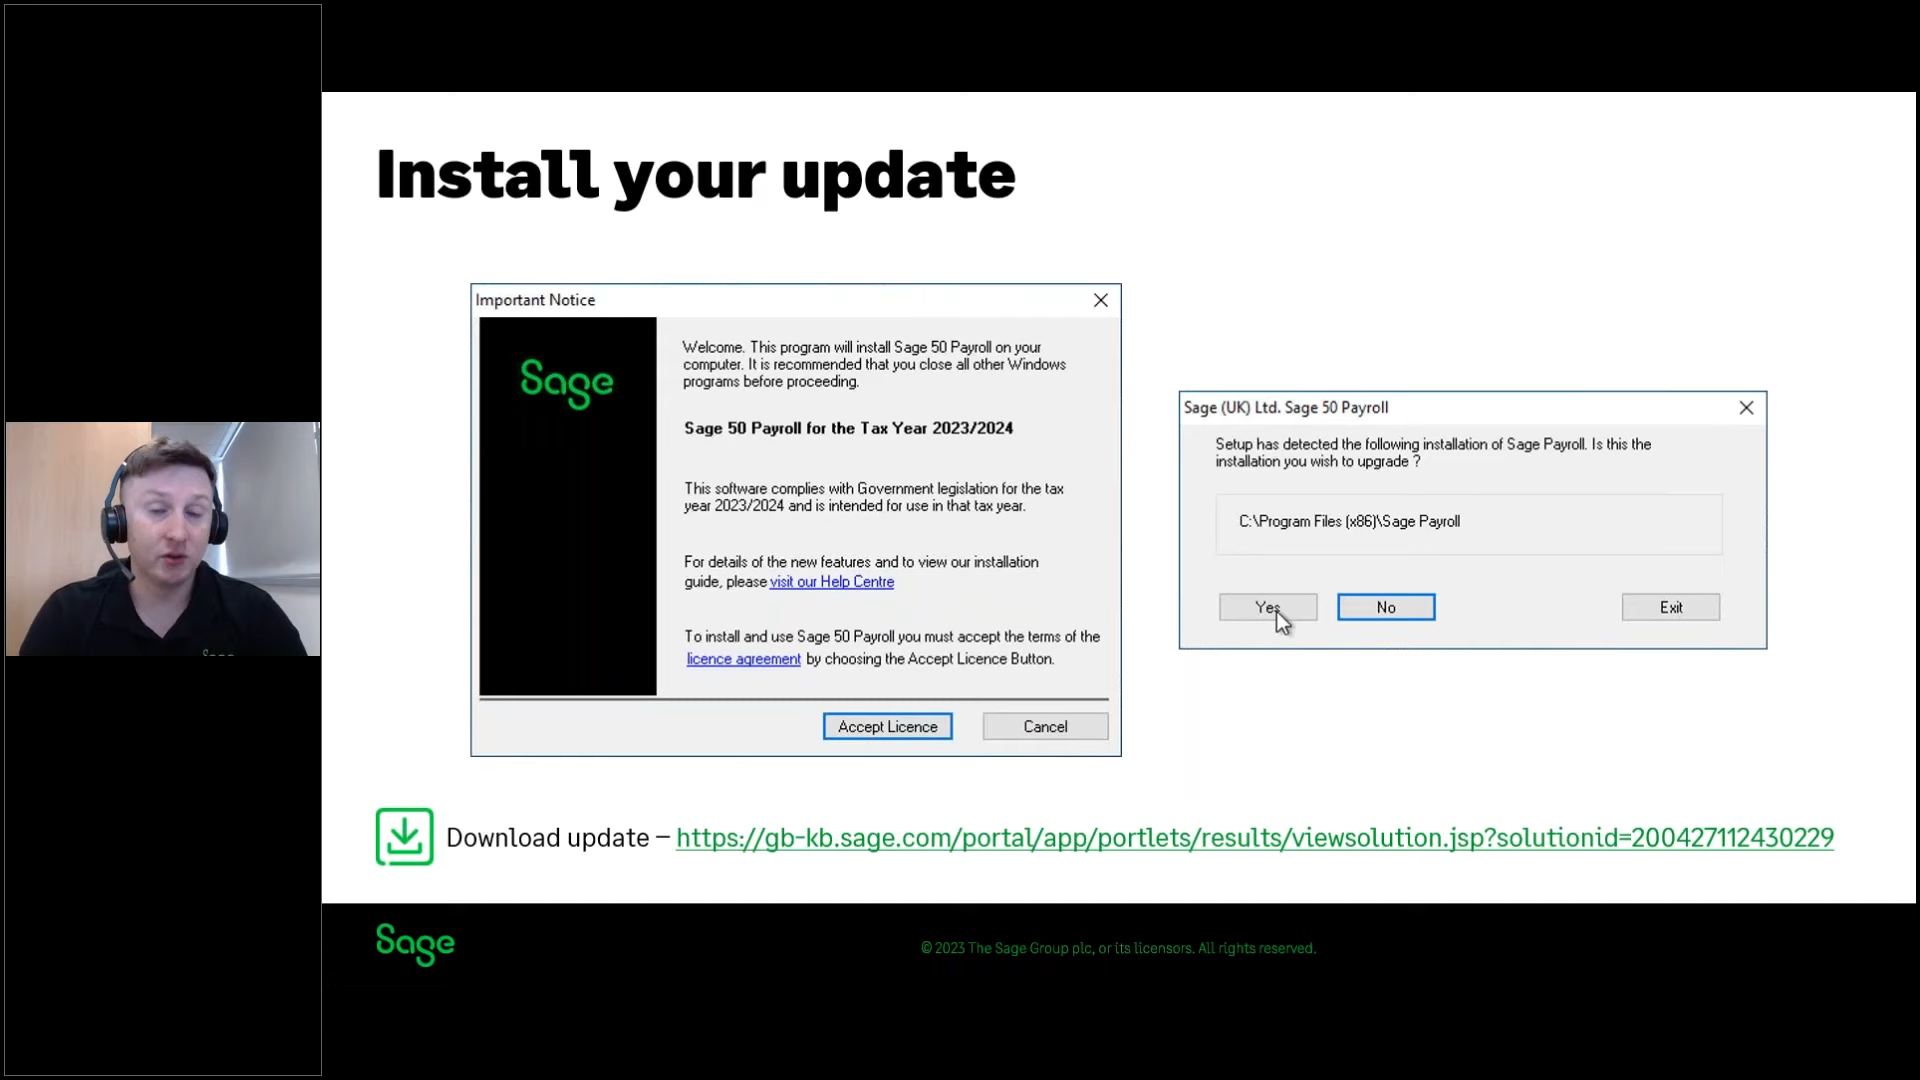 Install your update
Important Notice
Sage
Welcome. This program will install Sage 50 Payroll on your
computer. It is recommended that you close all other Windows
programs before proceeding.
Sage 50 Payroll for the Tax Year 2023/2024
This software complies with Government legislation for the tax
year 2023/2024 and is intended for use in that tax year.
For details of the new features and to view our installation
guide, please visit our Help Centre
To install and use Sage 50 Payroll you must accept the terms of the
licence agreement by choosing the Accept Licence Button.
Accept Licence
Cancel
Sage (UK) Ltd. Sage 50 Payroll
Setup has detected the following installation of Sage Payroll. Is this the
installation you wish to upgrade ?
C:\Program Files (x86)\Sage Payroll
Yes
No
Exit
Download update – https://gb-kb.sage.com/portal/app/portlets/results/viewsolution.jsp?solutionid=200427112430229
Sage
© 2023 The Sage Group plc, or its licensors. All rights reserved.